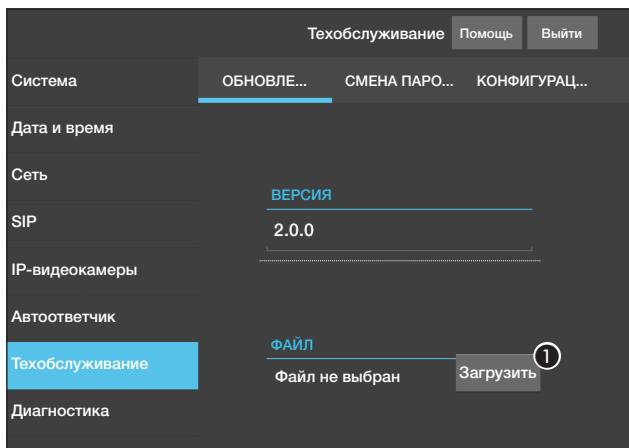 Техобслуживание Помощь Выйти
Система
ОБНОВЛЕ... СМЕНА ПАРО... КОНФИГУРАЦ...
Дата и время
Сеть
ВЕРСИЯ
SIP
2.0.0
IP-видеокамеры
Автоответчик
ФАЙЛ
Техобслуживание
Файл не выбран Загрузить 1
Диагностика